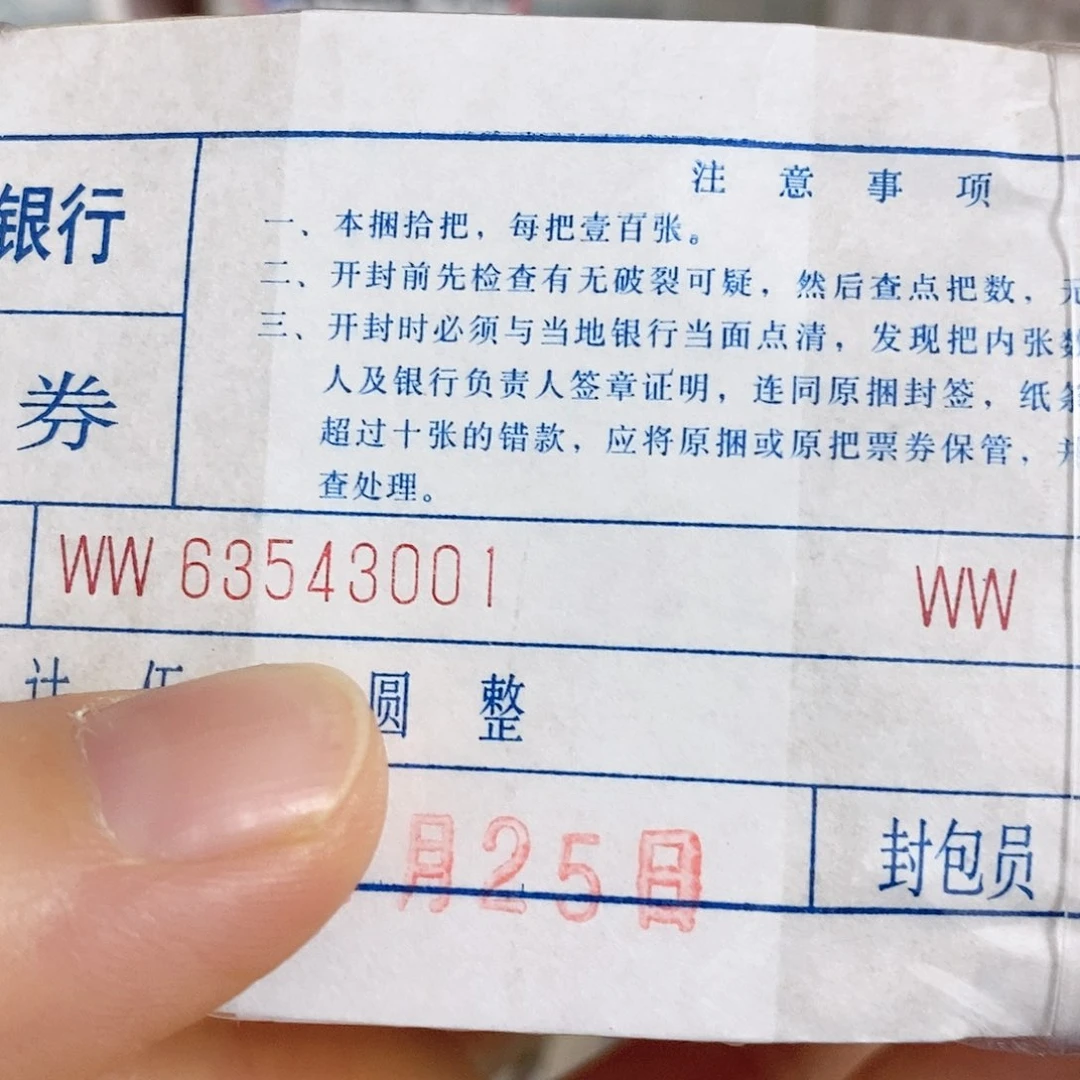 银行
券
注意事项
一、本捆拾把，每把壹百张。
二、开封前先检查有无破裂可疑，然后查点把数，
三、开封时必须与当地银行当面点清，发现把内张
人及银行负责人签章证明，连同原捆封签，纸
超过十张的错款，应将原捆或原把票券保管，
查处理。
WW 63543001 WW
计 圆 整
月25日
封包员